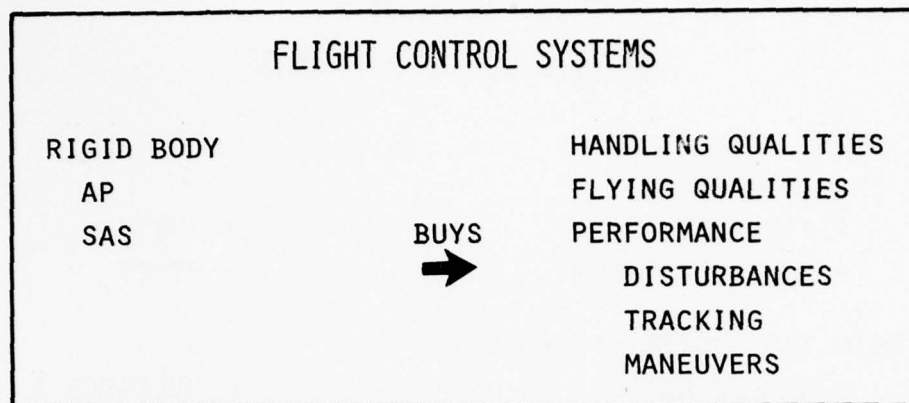 FLIGHT CONTROL SYSTEMS
RIGID BODY
AP
SAS
BUYS
HANDLING QUALITIES
FLYING QUALITIES
PERFORMANCE
DISTURBANCES
TRACKING
MANEUVERS